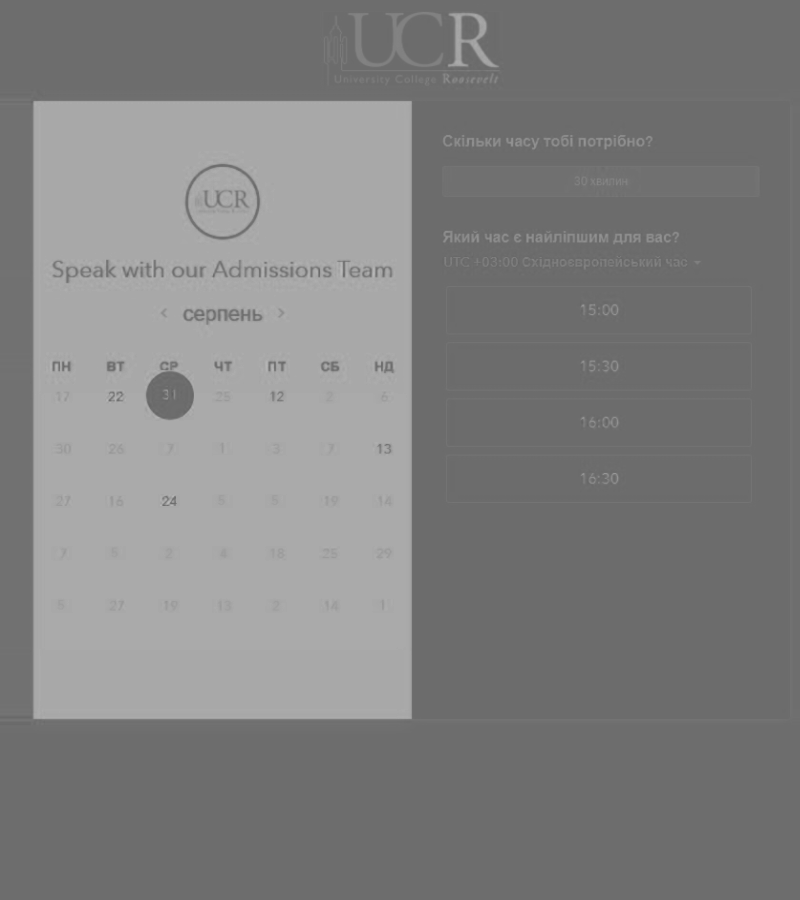 UCR
University College Roosevelt
UCR
Speak with our Admissions Team
серпень
ПН ВТ СР ЧТ ПТ СБ НД
17 22 31 25 12 2 6
30 26 7 1 3 7 13
27 16 24 5 5 19 14
7 5 2 4 18 25 29
5 27 19 13 2 14 1
Скільки часу тобі потрібно?
30 хвилин
Який час є найліпшим для вас?
UTC +03:00 Східноєвропейський час
15:00
15:30
16:00
16:30